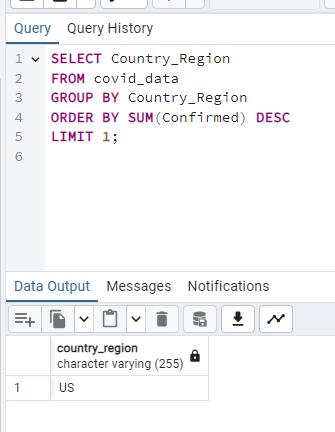 Query Query History
1 SELECT Country_Region
2 FROM covid_data
3 GROUP BY Country_Region
4 ORDER BY SUM(Confirmed) DESC
5 LIMIT 1;
6
Data Output Messages Notifications
country_region
character varying (255)
1 US